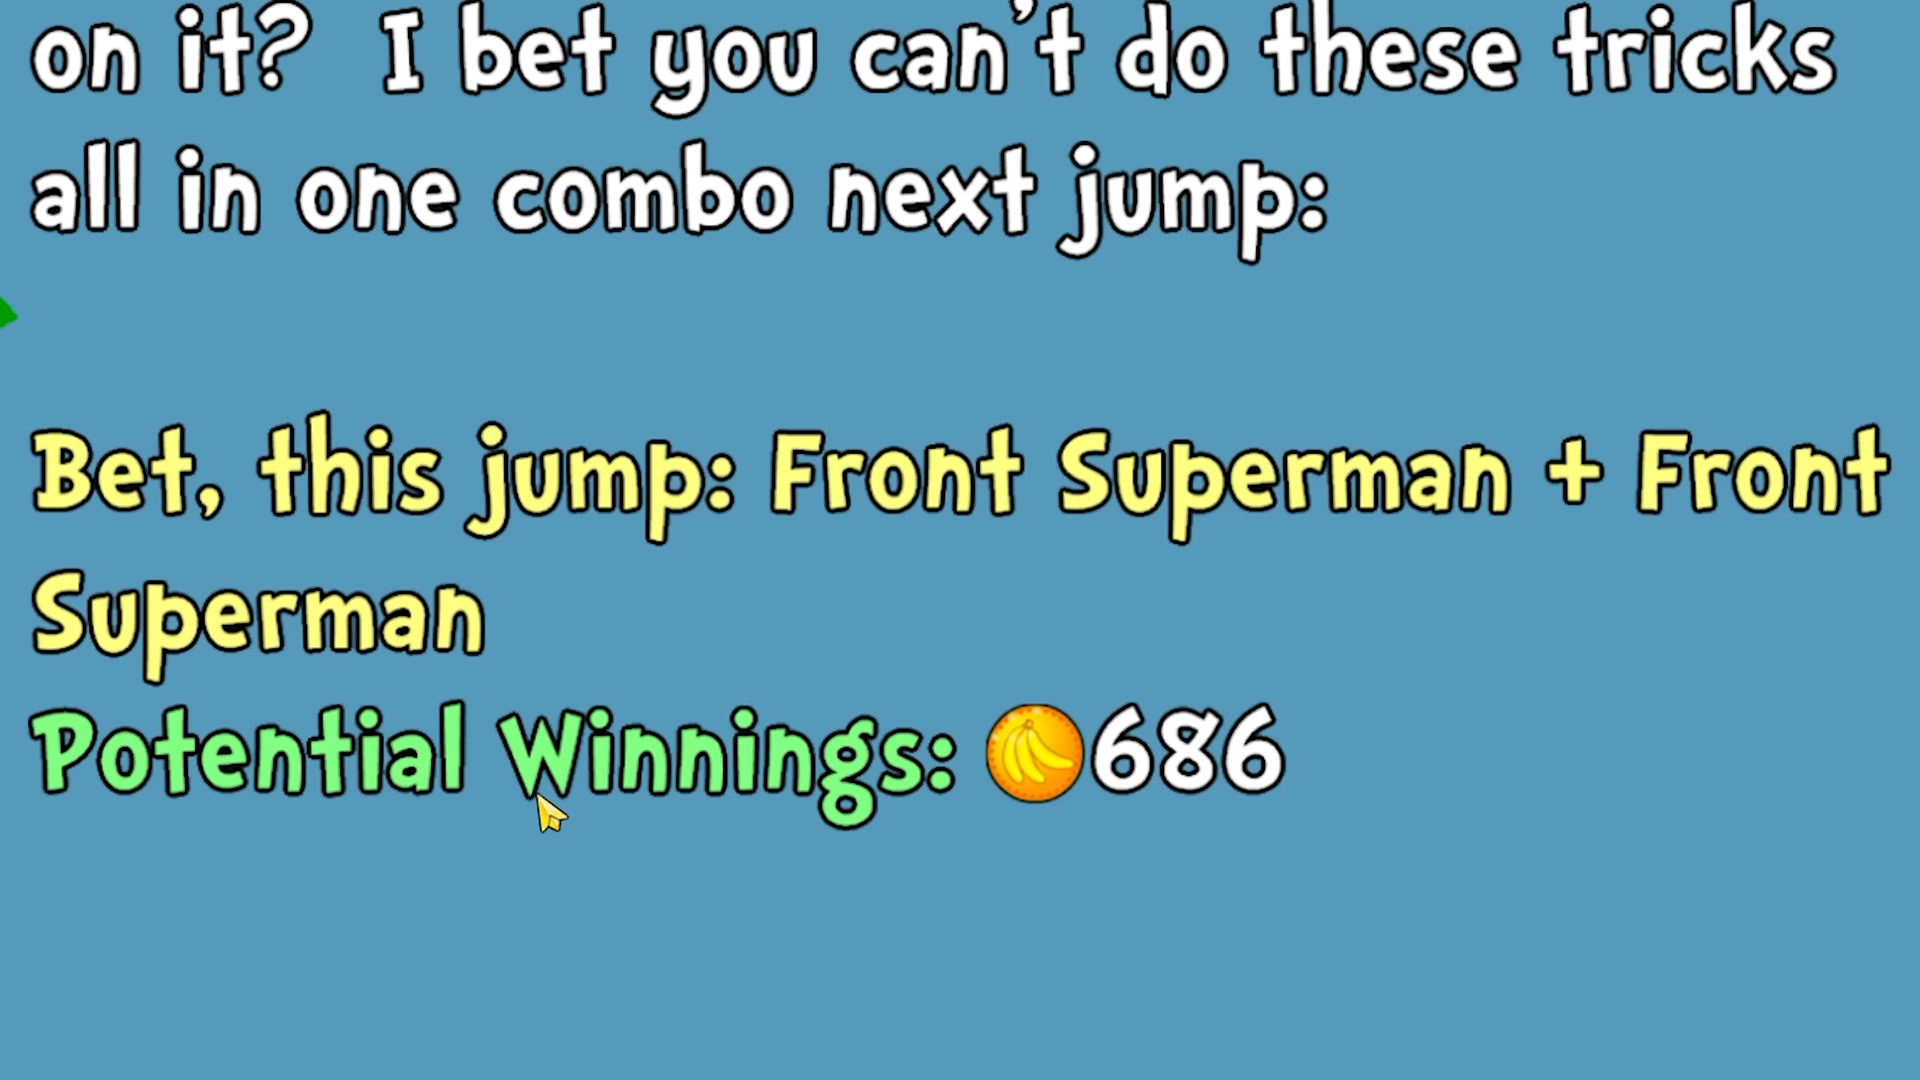 on it? I bet you can't do these tricks
all in one combo next jump:
Bet, this jump: Front Superman + Front
Superman
Potential Winnings: 686